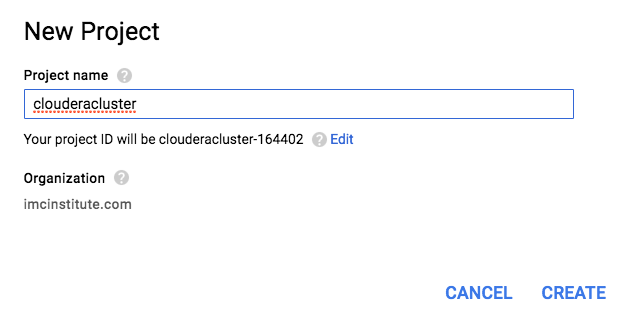 New Project
Project name ?
clouderacluster
Your project ID will be clouderacluster-164402 ? Edit
Organization ?
imcinstitute.com
CANCEL CREATE